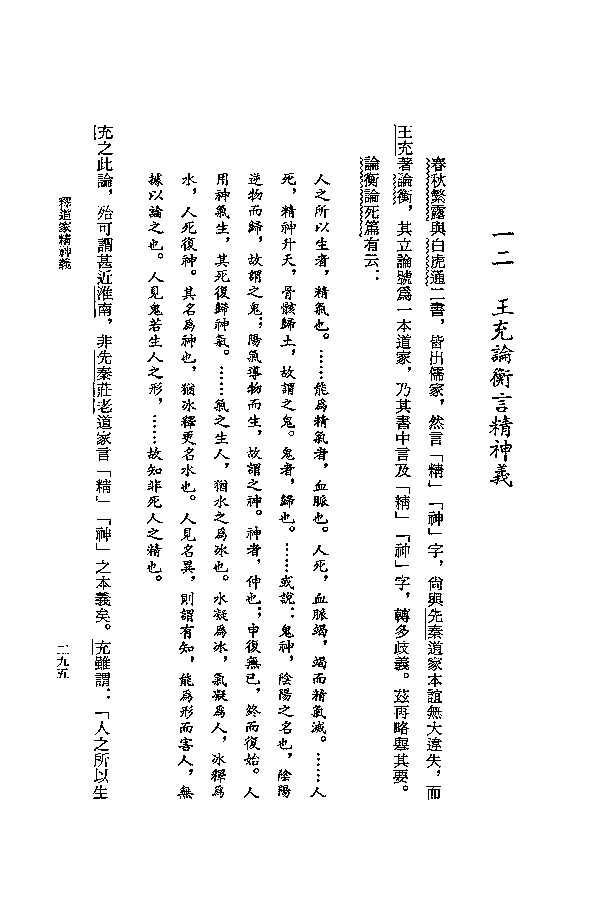 一二　王充論衡言精神義
春秋繁露與白虎通二書，皆出儒家，然言「精」「神」字，尙與先秦道家本誼無大違失，而
王充著論衡，其立論號爲一本道家，乃其書中言及「精」「神」字，轉多歧義。茲再略舉其要。
論衡論死篇有云：
人之所以生者，精氣也。……能爲精氣者，血脈也。人死，血脈竭，竭而精氣滅。……人
死，精神升天，骨骸歸土，故謂之鬼。鬼者，歸也。……或說：鬼神，陰陽之名也，陰陽
逆物而歸，故謂之鬼；陽氣導物而生，故謂之神。神者，伸也；申復無已，終而復始。人
用神氣生，其死復歸神氣。……氣之生人，猶水之爲冰也。水凝爲冰，氣凝爲人，冰釋爲
水，人死復神。其名爲神也，猶冰釋更名水也。人見名異，則謂有知，能爲形而害人，無
據以論之也。人見鬼若生人之形，……故知非死人之精也。
充之此論，殆可謂甚近淮南，非先秦莊老道家言「精」「神」之本義矣。充雖謂：「人之所以生
釋道家精神義
二九五